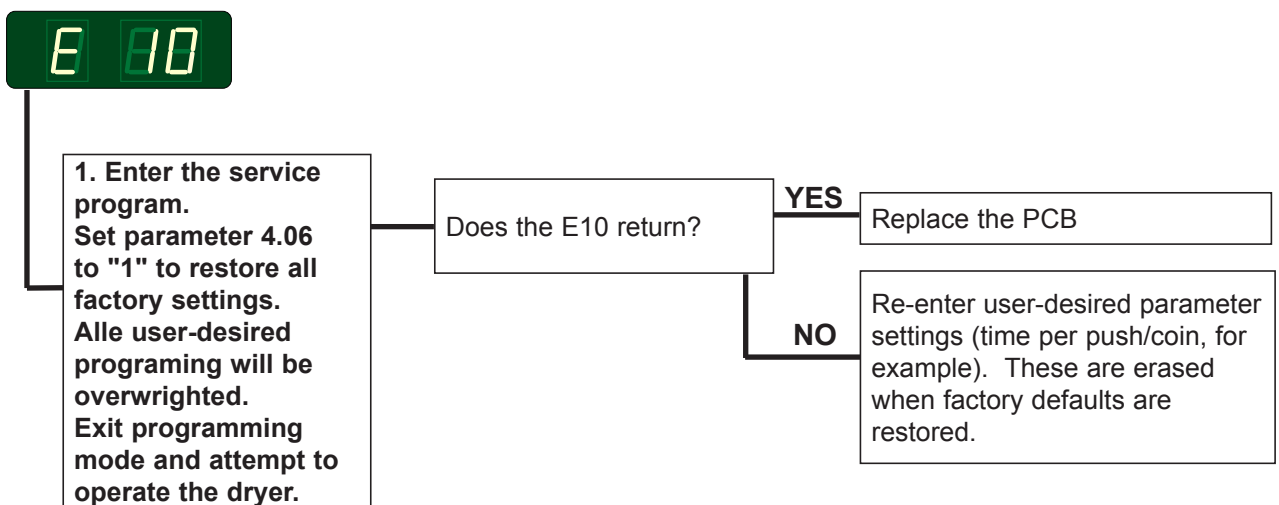 E 10
1. Enter the service
program.
Set parameter 4.06
to "1" to restore all
factory settings.
Alle user-desired
programing will be
overwrighted.
Exit programming
mode and attempt to
operate the dryer.
Does the E10 return?
YES
Replace the PCB
NO
Re-enter user-desired parameter
settings (time per push/coin, for
example). These are erased
when factory defaults are
restored.